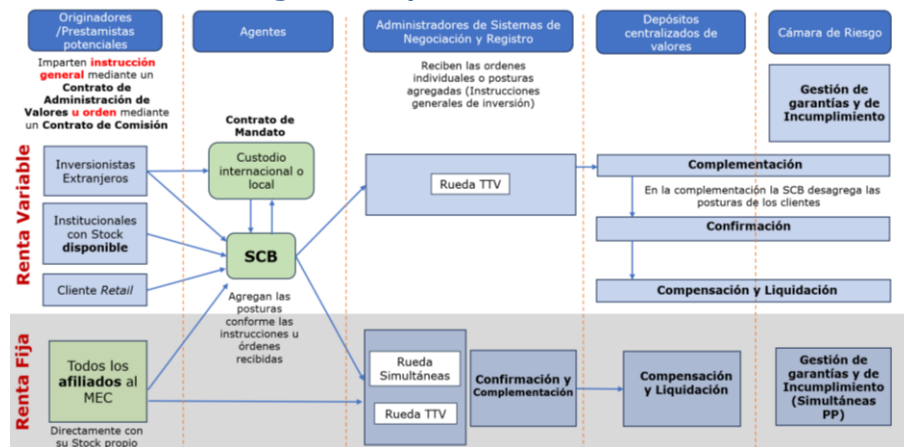 Originadores
/Prestamistas
potenciales
Agentes
Administradores de Sistemas de
Negociación y Registro
Depósitos
centralizados de
valores
Cámara de Riesgo
Imparten instrucción
general mediante un
Contrato de
Administración de
Valores u orden mediante
un Contrato de Comisión
Reciben las ordenes
individuales o posturas
agregadas (Instrucciones
generales de inversión)
Gestión de
garantías y de
Incumplimiento
Contrato de
Mandato
Renta Variable
Inversionistas
Extranjeros
Custodio
internacional o
local
Rueda TTV
Complementación
En la complementación la SCB desagrega las
posturas de los clientes
Institucionales
con Stock
disponible
SCB
Confirmación
Cliente Retail
Agregan las
posturas
conforme las
instrucciones u
órdenes
recibidas
Compensación y Liquidación
Renta Fija
Todos los
afiliados al
MEC
Directamente con
su Stock propio
Rueda
Simultáneas
Rueda TTV
Confirmación y
Complementación
Compensación
y Liquidación
Gestión de
garantías y de
Incumplimiento
(Simultáneas
PP)